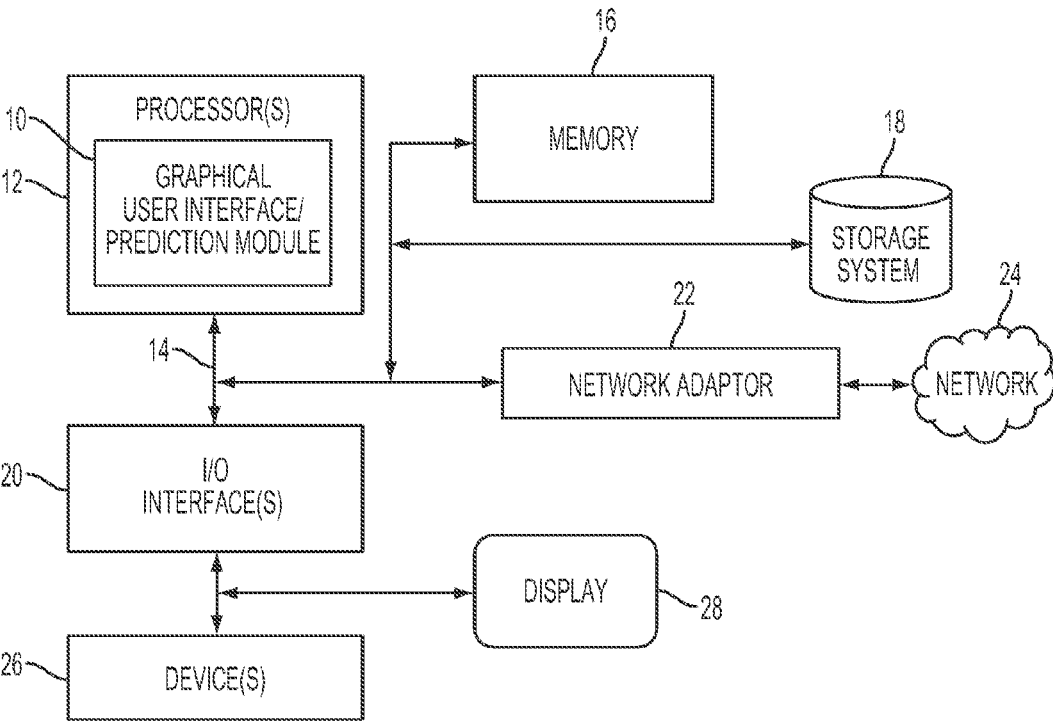 16
PROCESSOR(S)
10
MEMORY
18
12
GRAPHICAL
USER INTERFACE/
PREDICTION MODULE
STORAGE
SYSTEM
24
22
14
NETWORK ADAPTOR
NETWORK
20
I/O
INTERFACE(S)
DISPLAY
28
26
DEVICE(S)